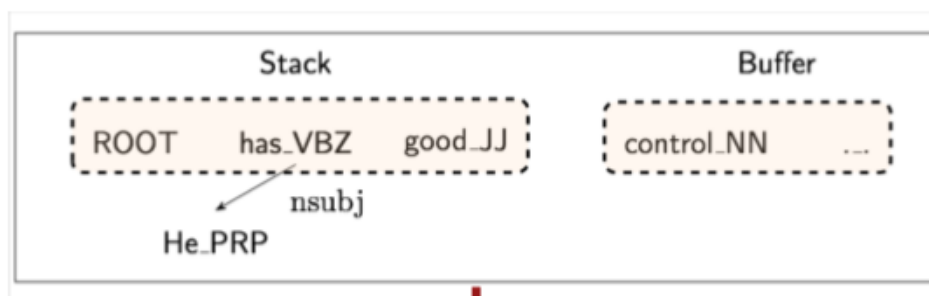 Stack Buffer
ROOT has_VBZ good_JJ control_NN ._.
nsubj
He_PRP